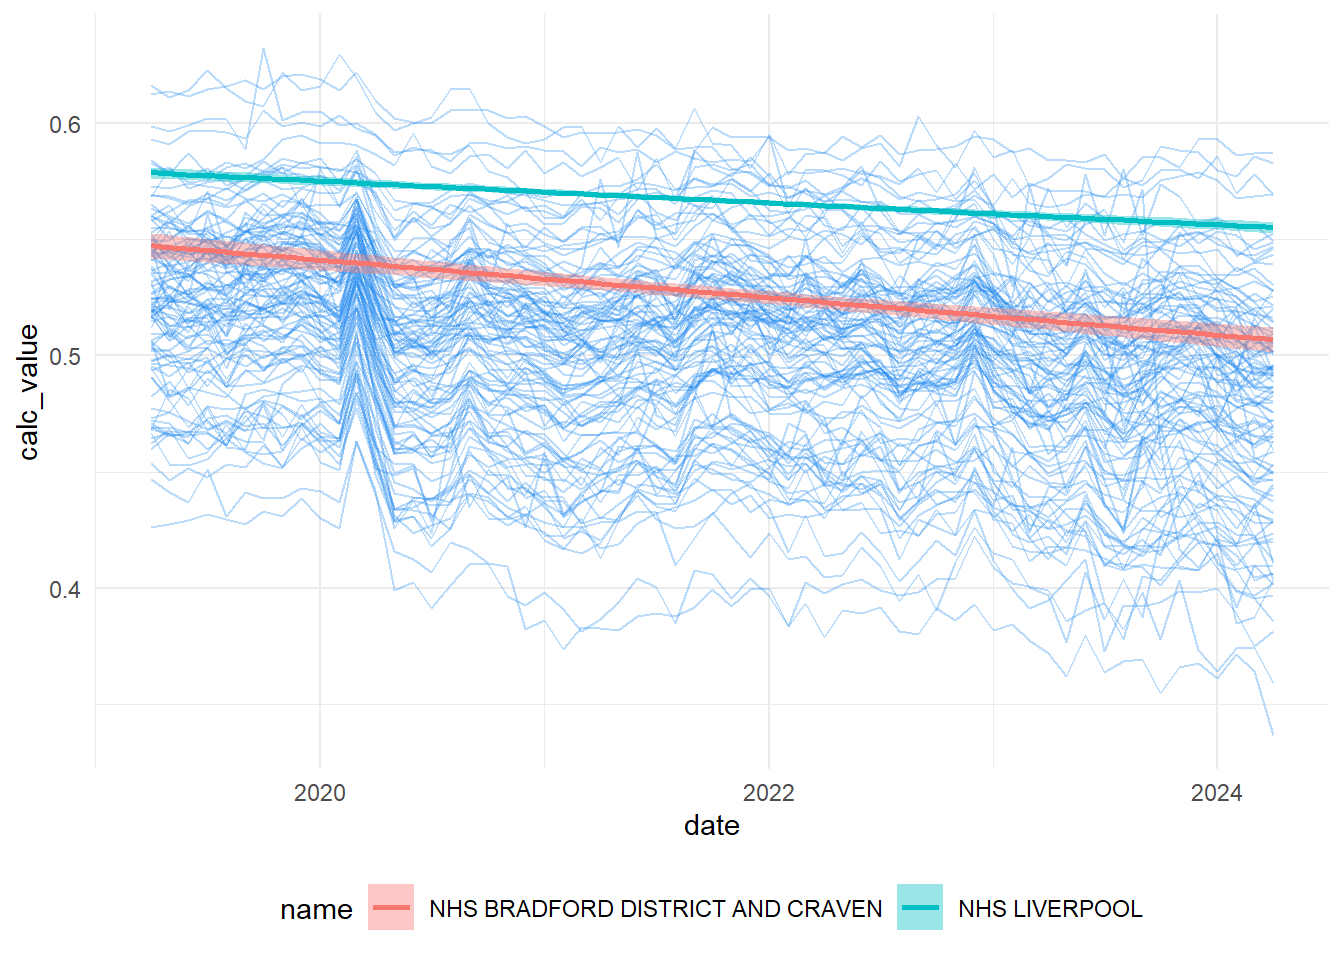 calc_value
0.6
0.5
0.4
2020 2022 2024
date
name NHS BRADFORD DISTRICT AND CRAVEN NHS LIVERPOOL